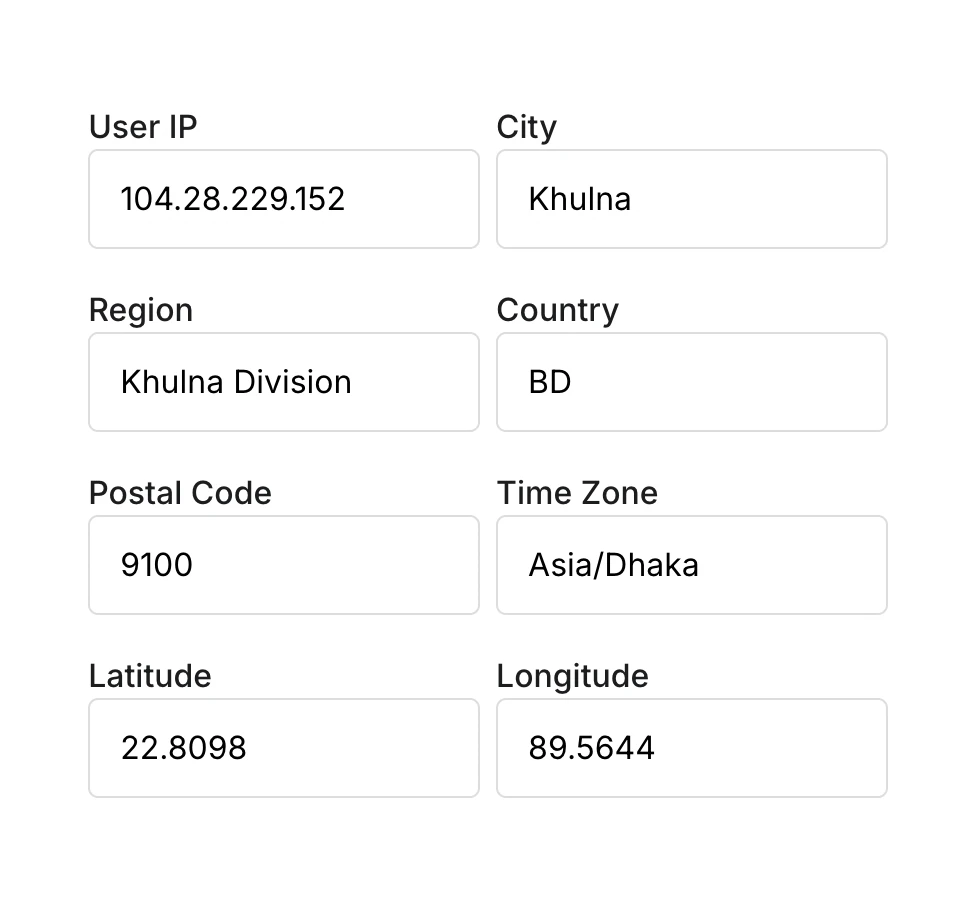 User IP
City
104.28.229.152
Khulna
Region
Country
Khulna Division
BD
Postal Code
Time Zone
9100
Asia/Dhaka
Latitude
Longitude
22.8098
89.5644